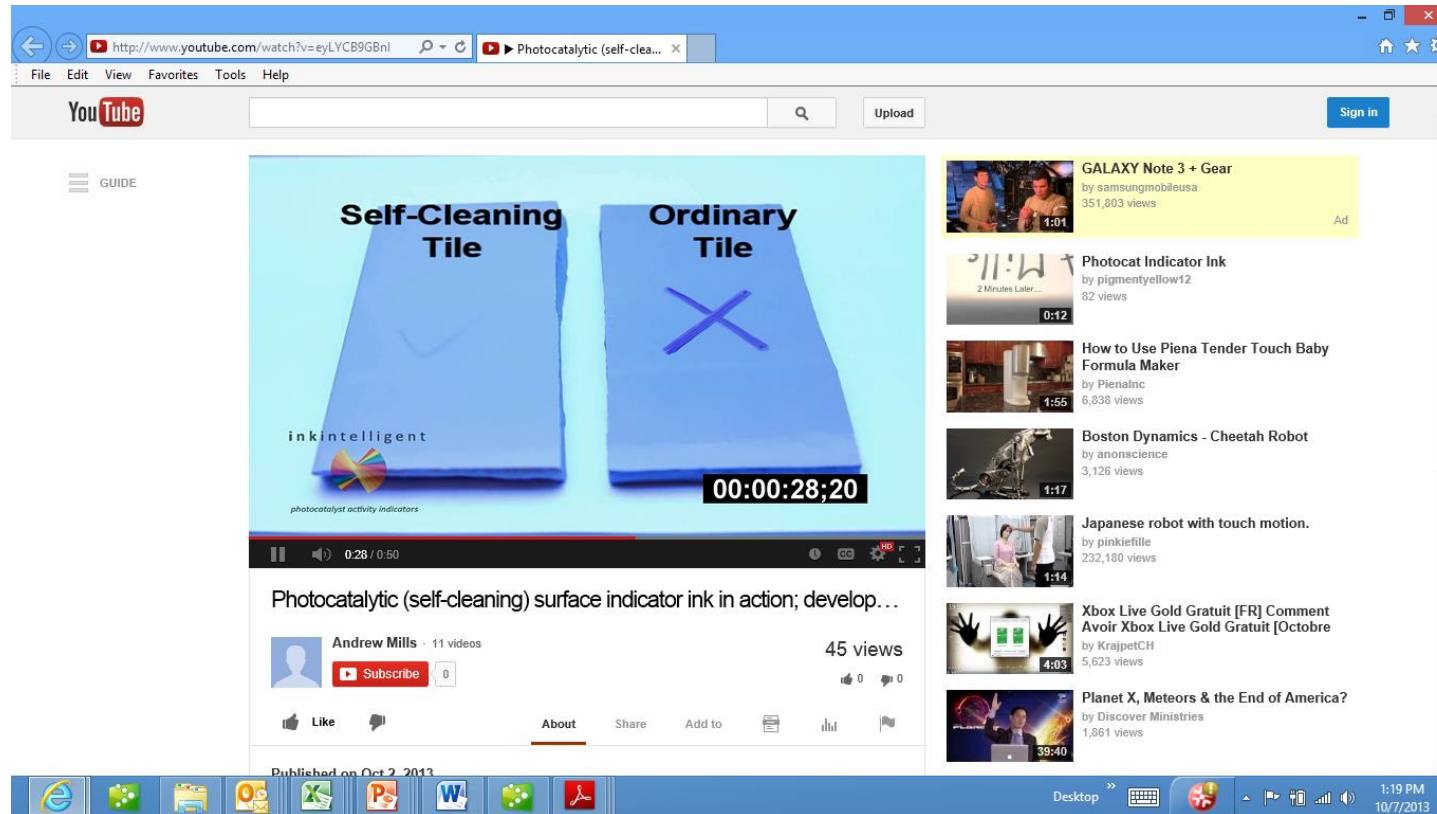 http://www.youtube.com/watch?v=eyLYCB9GBnI
Photocatalytic (self-clea...
File Edit View Favorites Tools Help
YouTube
Upload
Sign in
GUIDE
Self-Cleaning
Tile
Ordinary
Tile
inkintelligent
photocatalyst activity indicators
00:00:28;20
0:28 / 0:50
CC
HD
Photocatalytic (self-cleaning) surface indicator ink in action; develop...
Andrew Mills · 11 videos
Subscribe 0
45 views
0 0
Like
About Share Add to
Published on Oct 2, 2013
GALAXY Note 3 + Gear
by samsungmobileusa
351,803 views
Ad
1:01
Photocat Indicator Ink
by pigmentyellow12
82 views
2 Minutes Later...
0:12
How to Use Piena Tender Touch Baby
Formula Maker
by PienaInc
6,838 views
1:55
Boston Dynamics - Cheetah Robot
by anonscience
3,126 views
1:17
Japanese robot with touch motion.
by pinkiefille
232,180 views
1:14
Xbox Live Gold Gratuit [FR] Comment
Avoir Xbox Live Gold Gratuit [Octobre
by KrajpetCH
5,623 views
4:03
Planet X, Meteors & the End of America?
by Discover Ministries
1,861 views
39:40
Desktop
1:19 PM
10/7/2013